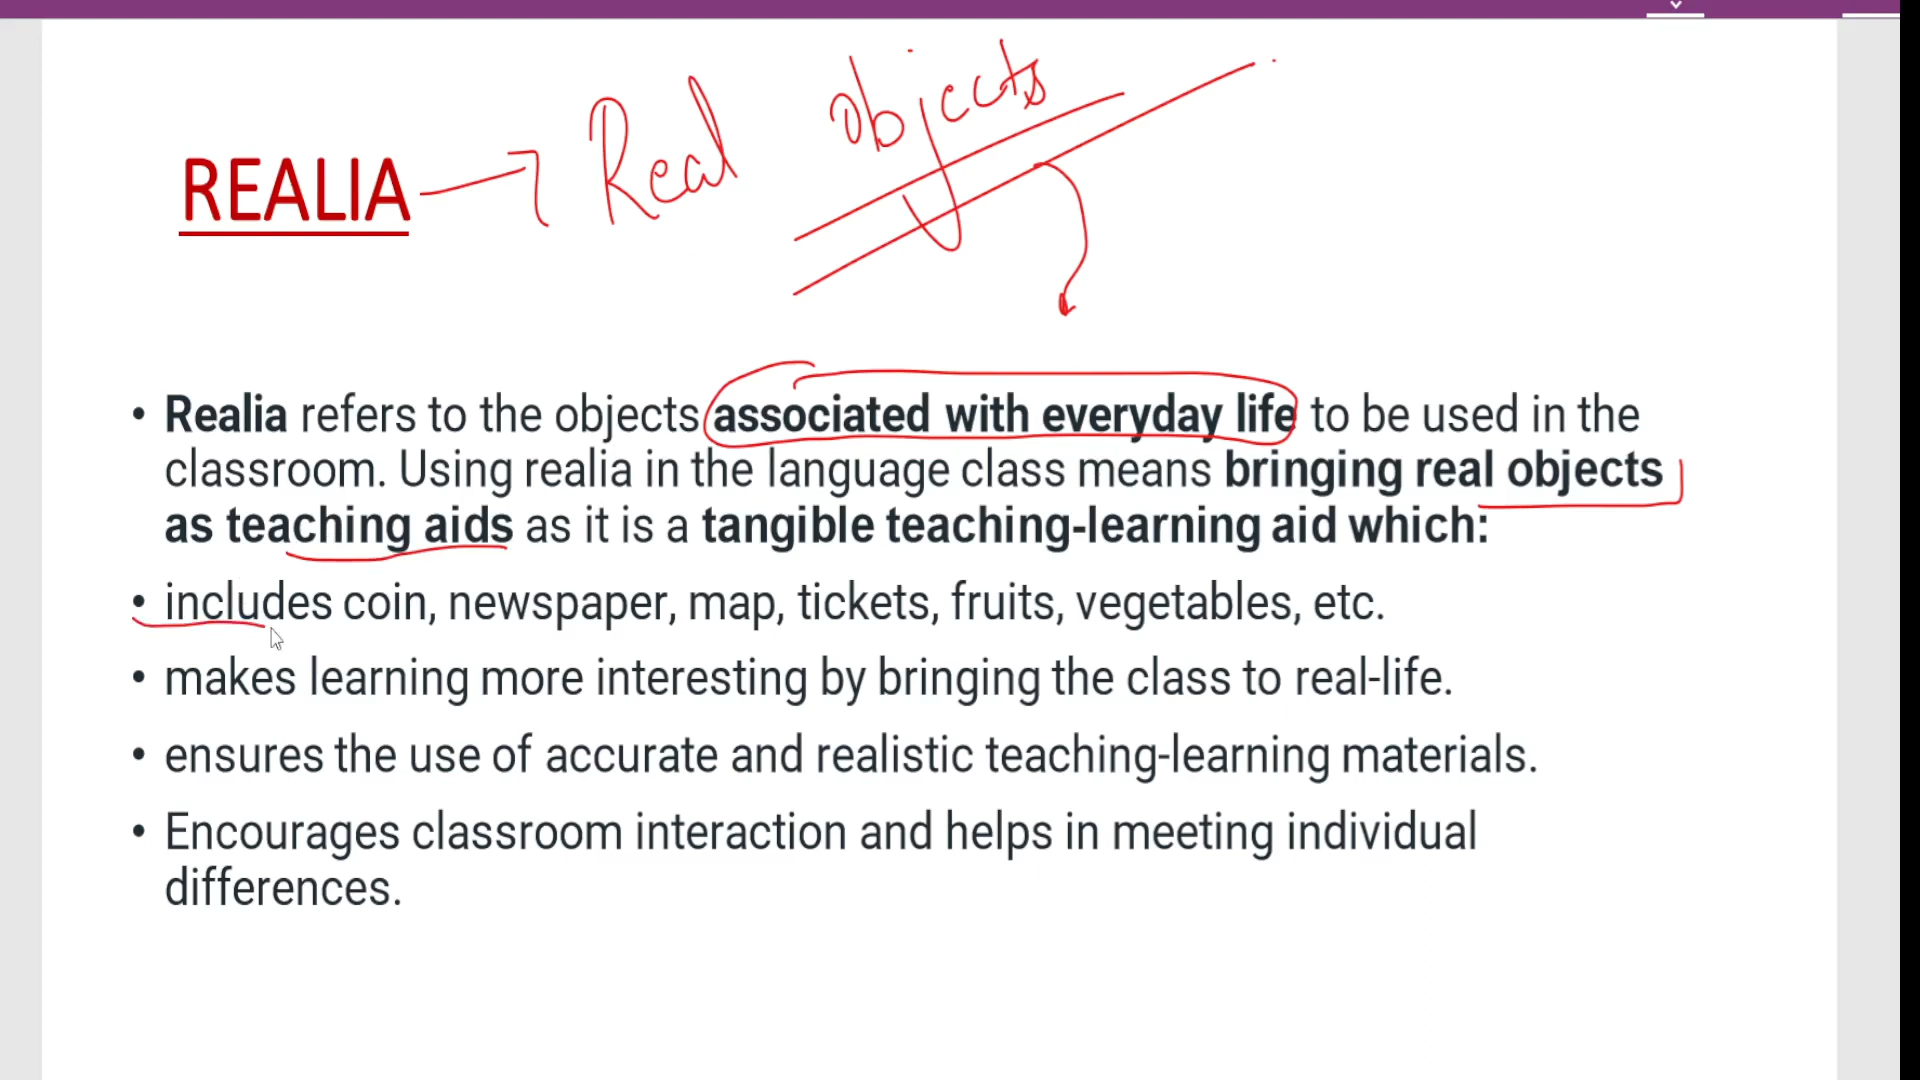 Real objects
REALIA
• Realia refers to the objects associated with everyday life to be used in the
classroom. Using realia in the language class means bringing real objects
as teaching aids as it is a tangible teaching-learning aid which:
• includes coin, newspaper, map, tickets, fruits, vegetables, etc.
• makes learning more interesting by bringing the class to real-life.
• ensures the use of accurate and realistic teaching-learning materials.
• Encourages classroom interaction and helps in meeting individual
differences.